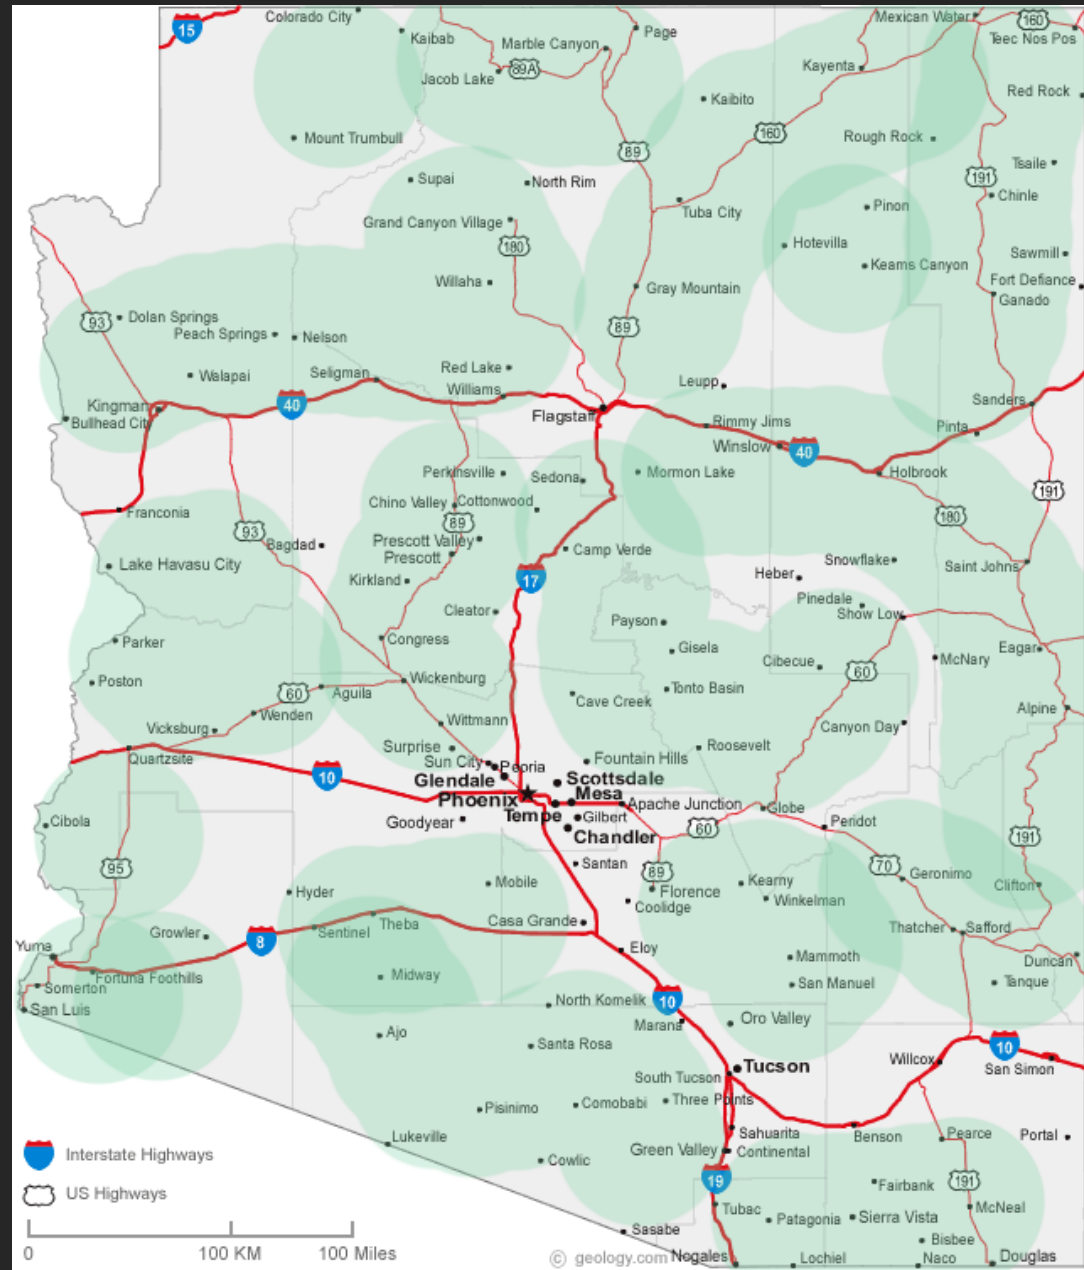 Colorado City
15
Kaibab
Marble Canyon
Page
Mexican Water
160
Teec Nos Pos
Jacob Lake
89A
Kayenta
Kaibito
Red Rock
Mount Trumbull
89
160
Rough Rock
Tsaile
Supai
North Rim
191
Chinle
Grand Canyon Village
Tuba City
Pinon
180
Hotevilla
Sawmill
Keams Canyon
Willaha
Gray Mountain
Fort Defiance
Ganado
93
Dolan Springs
Peach Springs
Nelson
89
Walapai
Seligman
Red Lake
Williams
Leupp
Kingman
Bullhead City
40
Flagstaff
Rimmy Jims
Sanders
Winslow
40
Pinta
Perkinsville
Sedona
Mormon Lake
Holbrook
191
Chino Valley
Cottonwood
Franconia
93
89
180
Bagdad
Prescott Valley
Prescott
Camp Verde
Lake Havasu City
Kirkland
17
Heber
Snowflake
Saint Johns
Cleator
Pinedale
Show Low
Payson
Parker
Congress
Gisela
Cibecue
60
McNary
Eagar
Poston
60
Aguila
Wickenburg
Tonto Basin
Cave Creek
Alpine
Vicksburg
Wenden
Wittmann
Canyon Day
Quartzsite
Surprise
Sun City
Peoria
Fountain Hills
Roosevelt
10
Glendale
Scottsdale
Phoenix
Mesa
Apache Junction
Globe
Cibola
Goodyear
Tempe
Gilbert
60
Peridot
Chandler
191
95
Santan
89
70
Hyder
Mobile
Florence
Kearny
Geronimo
Clifton
Coolidge
Winkelman
Growler
8
Sentinel
Theba
Casa Grande
Thatcher
Safford
Yuma
Eloy
Mammoth
Duncan
Fortuna Foothills
Midway
San Manuel
Tanque
Somerton
North Komelik
10
San Luis
Marana
Oro Valley
Ajo
Santa Rosa
Willcox
10
San Simon
South Tucson
Tucson
Pisinimo
Comobabi
Three Points
Lukeville
Sahuarita
Benson
Pearce
Portal
Interstate Highways
Cowlic
Green Valley
Continental
19
Fairbank
191
US Highways
Tubac
Patagonia
Sierra Vista
McNeal
Sasabe
Bisbee
0
100 KM
100 Miles
© geology.com
Nogales
Lochiel
Naco
Douglas